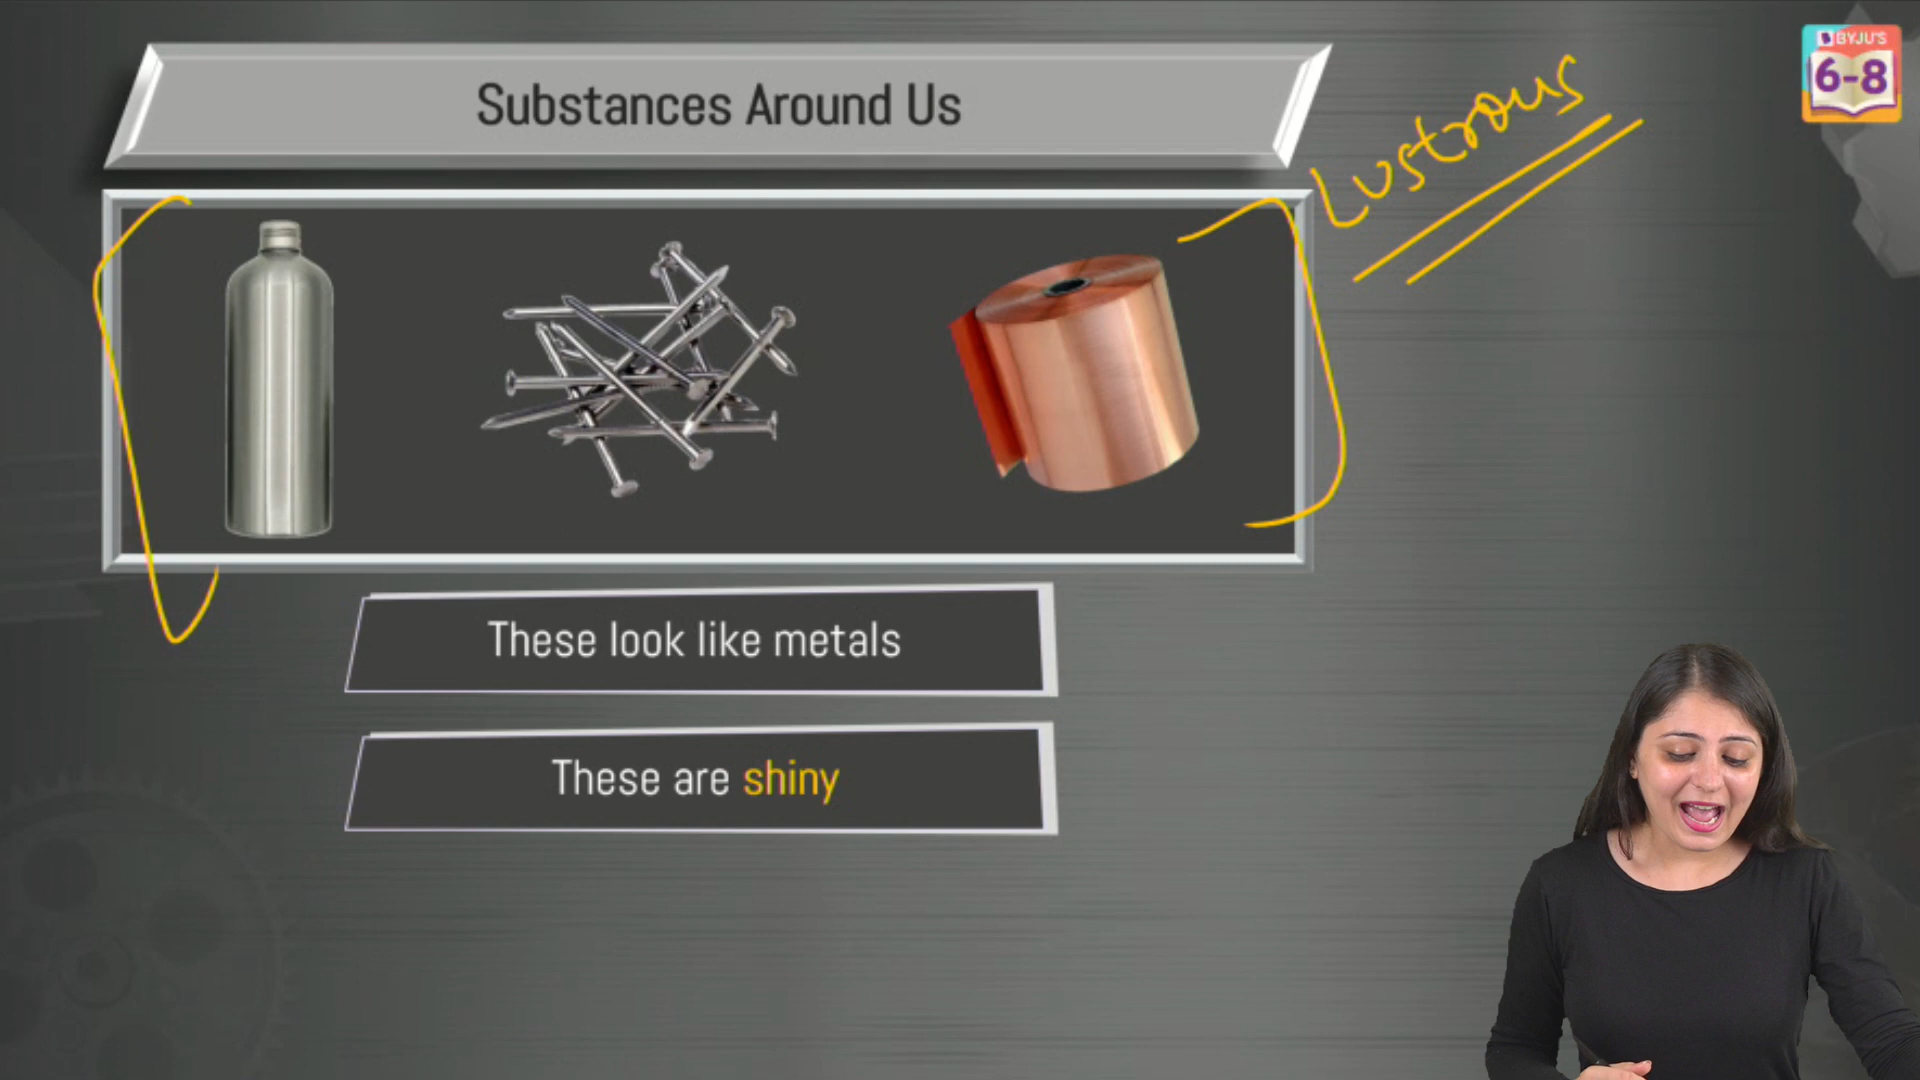 BYJU'S
6-8
Substances Around Us
Lustrous
These look like metals
These are shiny